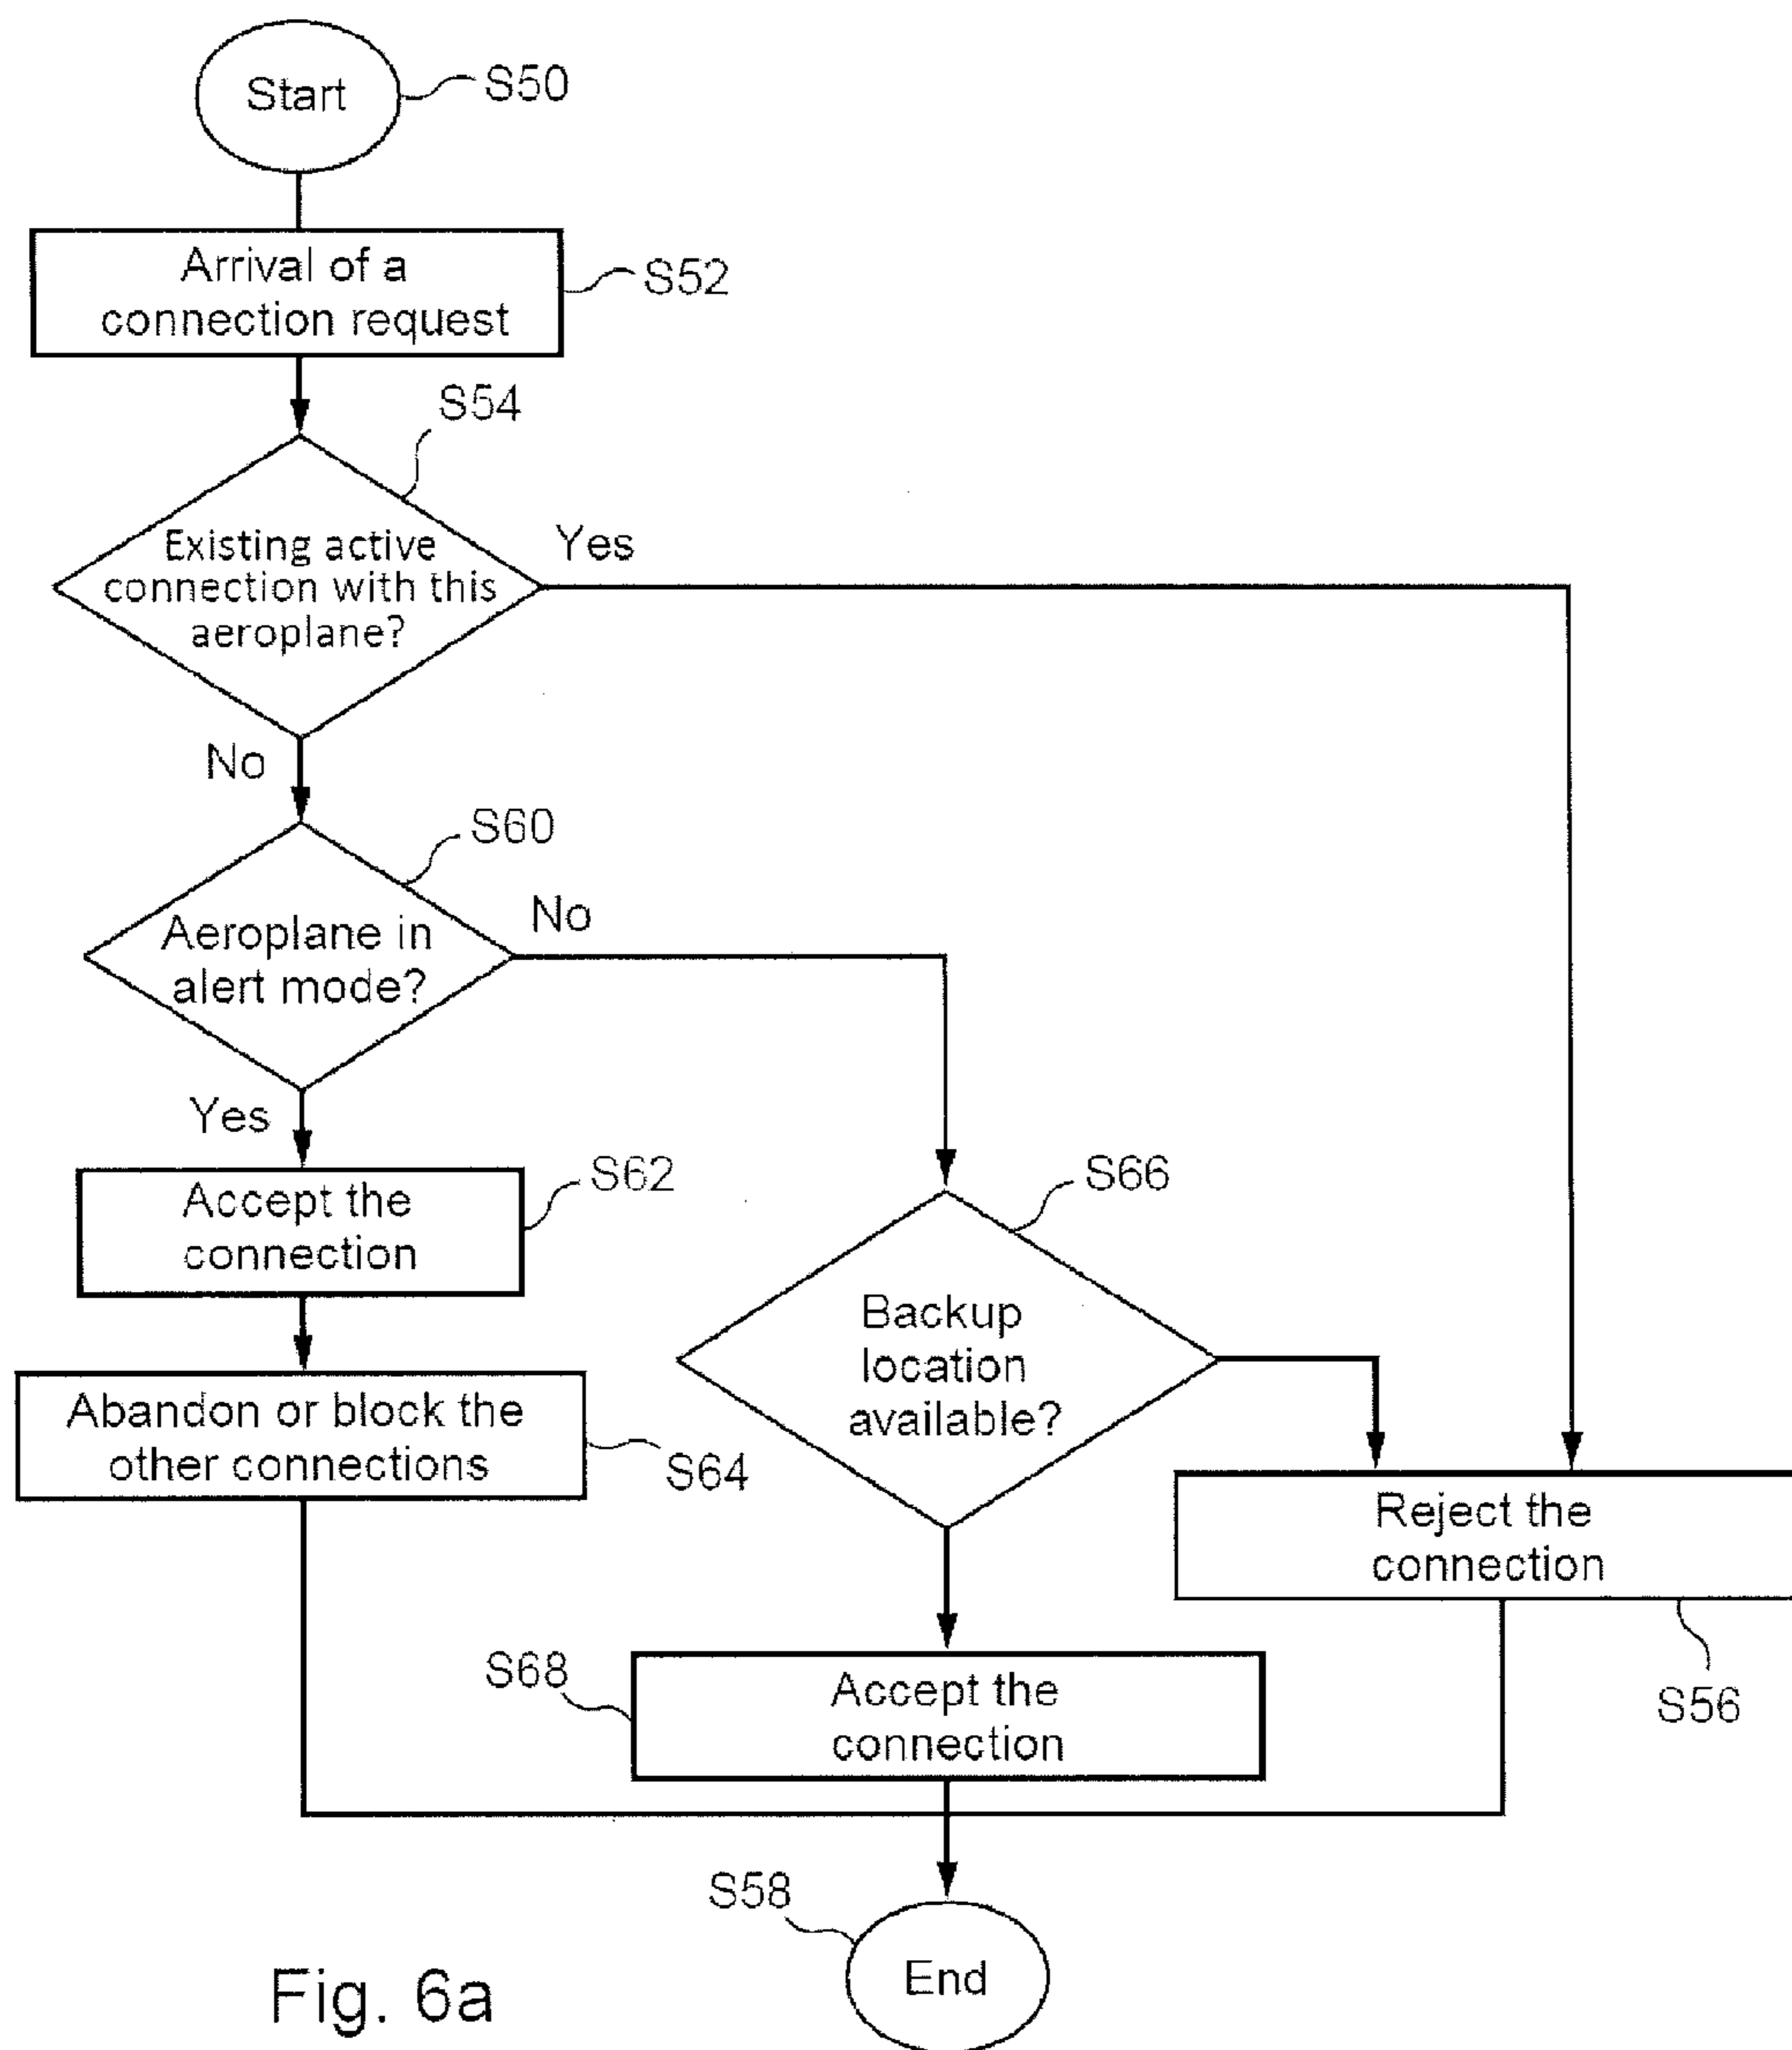 Start
S50
Arrival of a
connection request
S52
S54
Existing active
connection with this
aeroplane?
Yes
No
S60
Aeroplane in
alert mode?
No
Yes
S62
Accept the
connection
S66
Backup
location
available?
Abandon or block the
other connections
S64
Reject the
connection
S56
S68
Accept the
connection
S58
End
Fig. 6a